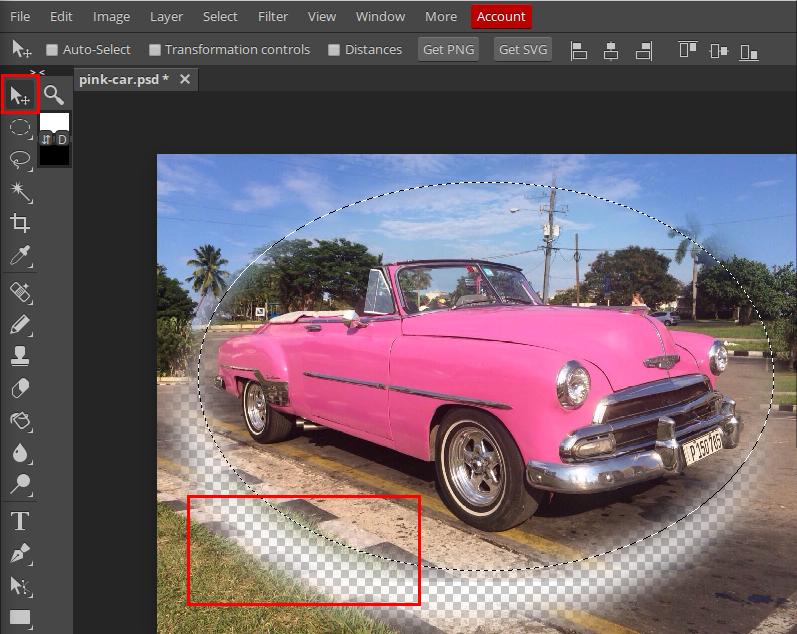 File Edit Image Layer Select Filter View Window More Account
Auto-Select Transformation controls Distances Get PNG Get SVG
> <
pink-car.psd * ✕
D
T
P 150 765